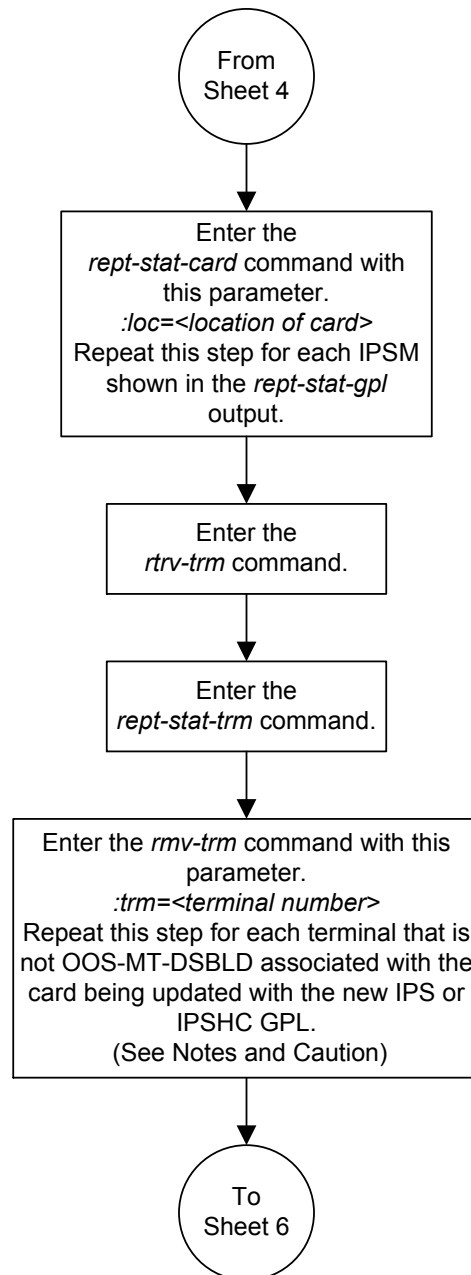 From
Sheet 4
Enter the
rept-stat-card command with
this parameter.
:loc=<location of card>
Repeat this step for each IPSM
shown in the rept-stat-gpl
output.
Enter the
rtrv-trm command.
Enter the
rept-stat-trm command.
Enter the rmv-trm command with this
parameter.
:trm=<terminal number>
Repeat this step for each terminal that is
not OOS-MT-DSBLD associated with the
card being updated with the new IPS or
IPSHC GPL.
(See Notes and Caution)
To
Sheet 6